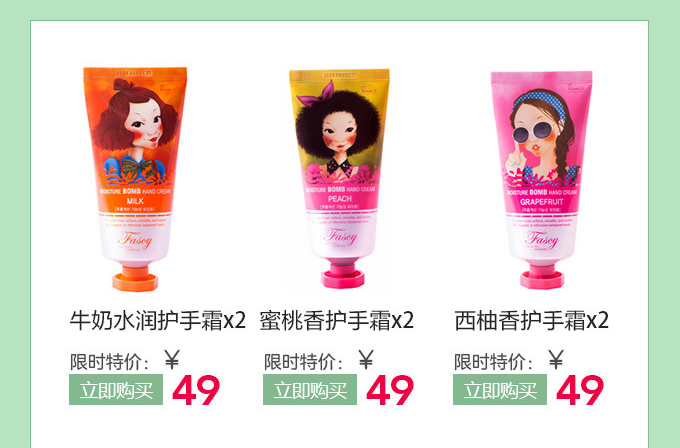 MOISTURE BOMB HAND CREAM
MILK
Fascy
MOISTURE BOMB HAND CREAM
PEACH
Fascy
MOISTURE BOMB HAND CREAM
GRAPEFRUIT
Fascy
牛奶水润护手霜x2
蜜桃香护手霜x2
西柚香护手霜x2
限时特价：￥
立即购买 49
限时特价：￥
立即购买 49
限时特价：￥
立即购买 49